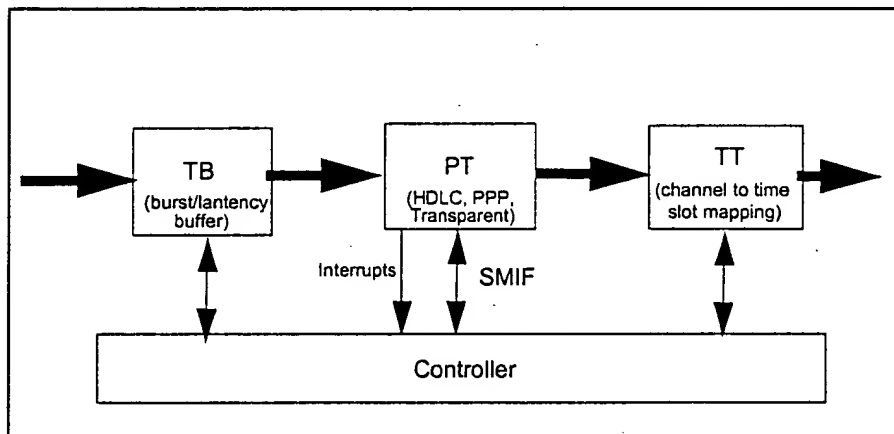 TB
(burst/lantency
buffer)
PT
(HDLC, PPP,
Transparent)
TT
(channel to time
slot mapping)
Interrupts
SMIF
Controller